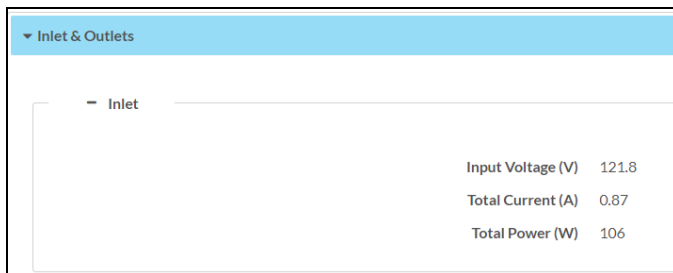 Inlet & Outlets
Inlet
Input Voltage (V) 121.8
Total Current (A) 0.87
Total Power (W) 106